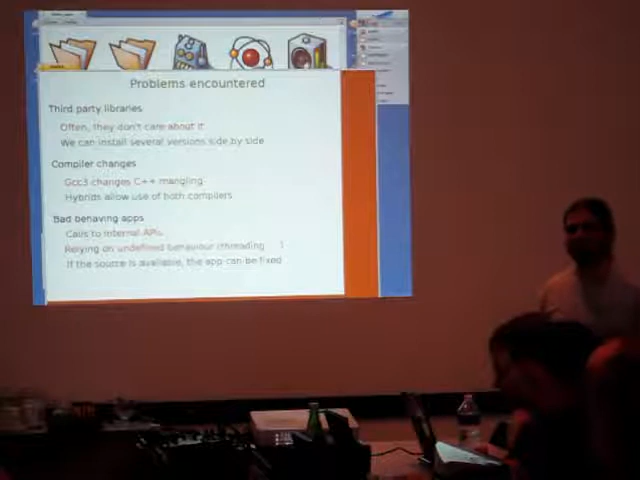 Problems encountered
Third party libraries
Often, they don't care about it
We can install several versions side by side
Compiler changes
Gcc3 changes C++ mangling
Hybrids allow use of both compilers
Bad behaving apps
Calls to internal APIs
Relying on undefined behaviour (threading
If the source is available, the app can be fixed